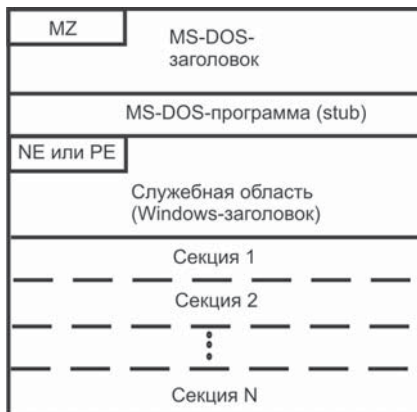 MZ
MS-DOS-
заголовок
MS-DOS-программа (stub)
NE или PE
Служебная область
(Windows-заголовок)
Секция 1
Секция 2
Секция N